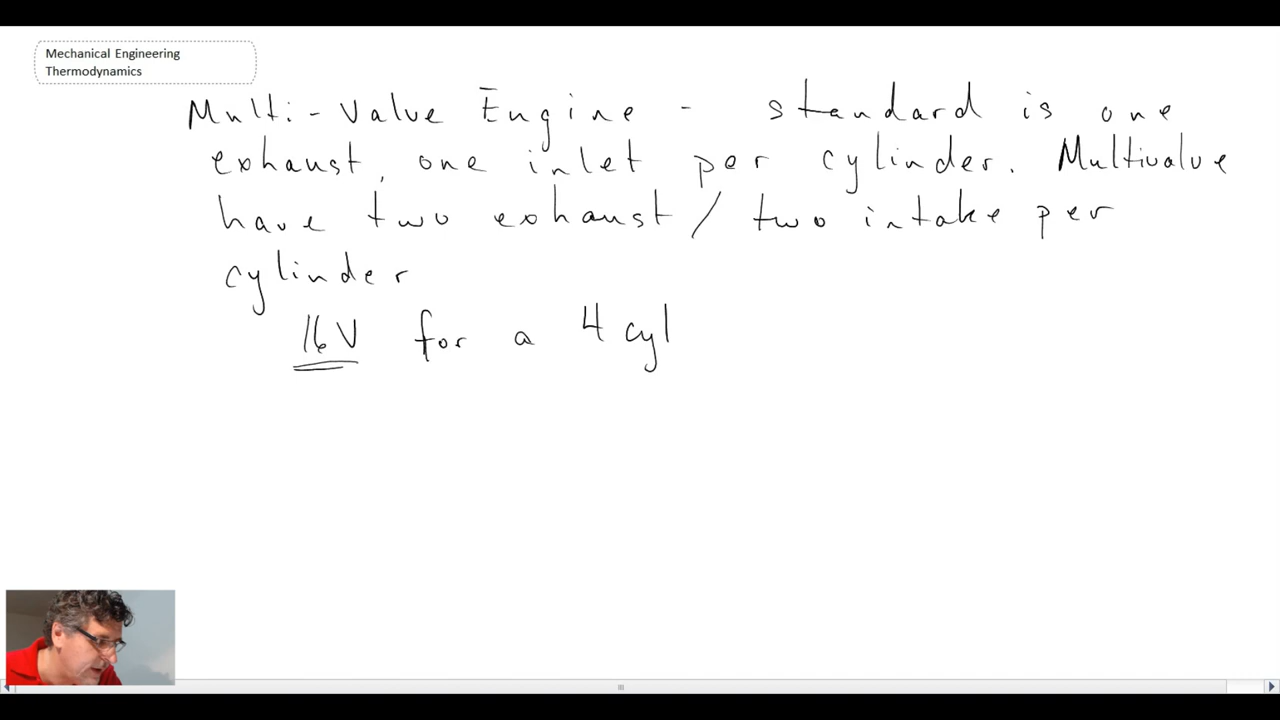 Mechanical Engineering
Thermodynamics
Multi-Valve Engine - standard is one
exhaust, one inlet per cylinder. Multivalve
have two exhaust / two intake per
cylinder
16V for a 4 cyl